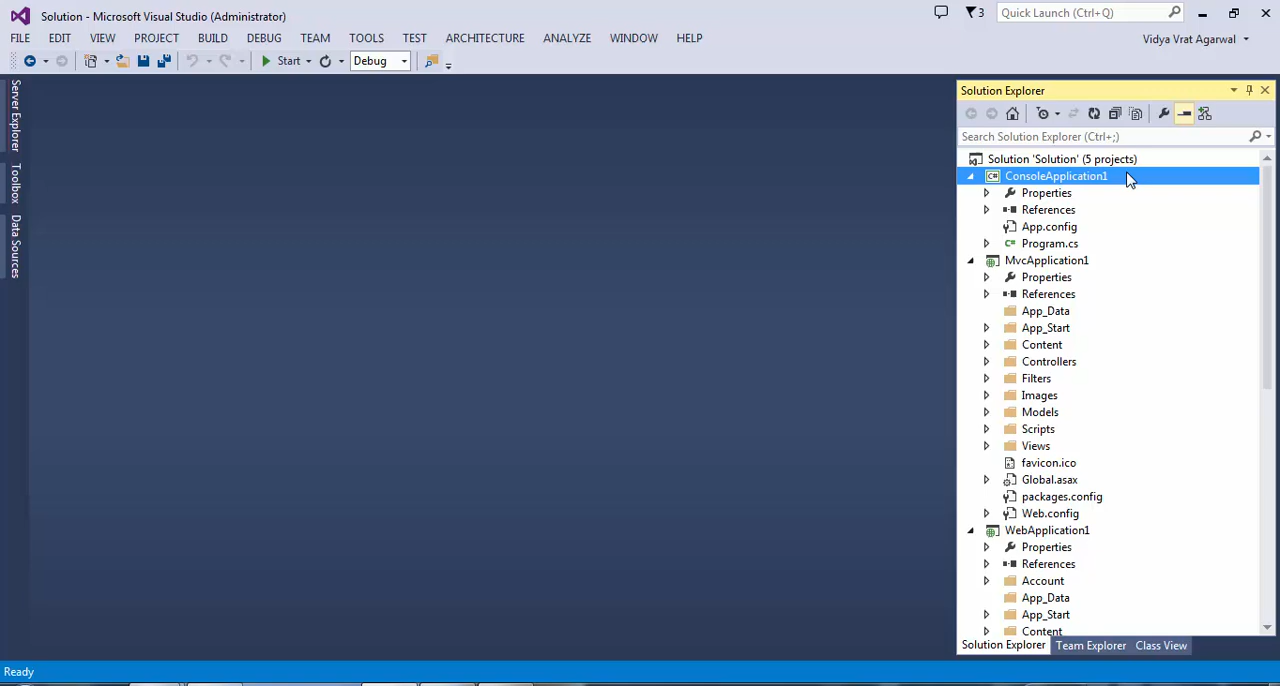 Solution - Microsoft Visual Studio (Administrator)
3
Quick Launch (Ctrl+Q)
FILE EDIT VIEW PROJECT BUILD DEBUG TEAM TOOLS TEST ARCHITECTURE ANALYZE WINDOW HELP
Vidya Vrat Agarwal
Start
Debug
Server Explorer
Toolbox
Data Sources
Solution Explorer
Search Solution Explorer (Ctrl+;)
Solution 'Solution' (5 projects)
C# ConsoleApplication1
Properties
References
App.config
C# Program.cs
MvcApplication1
Properties
References
App_Data
App_Start
Content
Controllers
Filters
Images
Models
Scripts
Views
favicon.ico
Global.asax
packages.config
Web.config
WebApplication1
Properties
References
Account
App_Data
App_Start
Content
Solution Explorer Team Explorer Class View
Ready